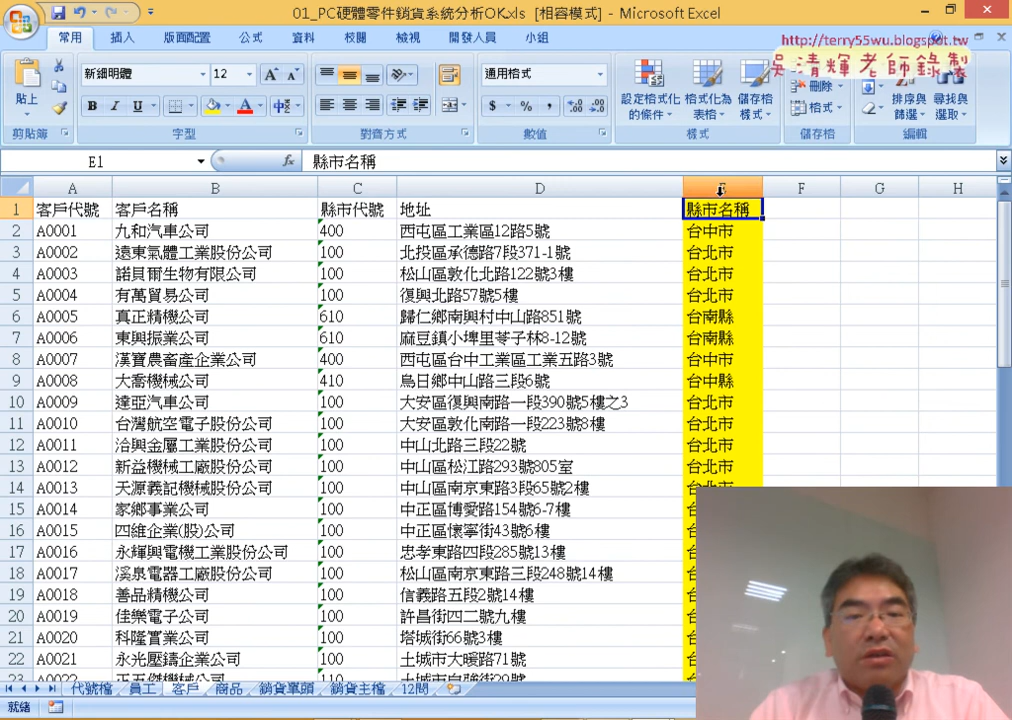 01_PC硬體零件銷貨系統分析OK.xls [相容模式] - Microsoft Excel
常用 插入 版面配置 公式 資料 校閱 檢視 開發人員 小組
http://terry55wu.blogspot.tw
吳清輝老師錄製
貼上 新細明體 12 通用格式 設定格式化的條件 格式化為表格 儲存格樣式 刪除 格式 排序與篩選 尋找與選取
剪貼簿 字型 對齊方式 數值 樣式 儲存格 編輯
E1 fx 縣市名稱
A B C D E F G H
1 客戶代號 客戶名稱 縣市代號 地址 縣市名稱
2 A0001 九和汽車公司 400 西屯區工業區12路5號 台中市
3 A0002 遠東氣體工業股份公司 100 北投區承德路7段371-1號 台北市
4 A0003 諾貝爾生物有限公司 100 松山區敦化北路122號3樓 台北市
5 A0004 有萬貿易公司 100 復興北路57號5樓 台北市
6 A0005 真正精機公司 610 歸仁鄉南興村中山路851號 台南縣
7 A0006 東興振業公司 610 麻豆鎮小埤里苓子林8-12號 台南縣
8 A0007 漢寶農畜產企業公司 400 西屯區台中工業區工業五路3號 台中市
9 A0008 大喬機械公司 410 烏日鄉中山路三段6號 台中縣
10 A0009 達亞汽車公司 100 大安區復興南路一段390號5樓之3 台北市
11 A0010 台灣航空電子股份公司 100 大安區敦化南路一段223號8樓 台北市
12 A0011 洽興金屬工業股份公司 100 中山北路三段22號 台北市
13 A0012 新益機械工廠股份公司 100 中山區松江路293號805室 台北市
14 A0013 天源義記機械股份公司 100 中山區南京東路3段65號2樓 台北市
15 A0014 家鄉事業公司 100 中正區博愛路154號6-7樓
16 A0015 四維企業(股)公司 100 中正區懷寧街43號6樓
17 A0016 永輝興電機工業股份公司 100 忠孝東路四段285號13樓
18 A0017 溪泉電器工廠股份公司 100 松山區南京東路三段248號14樓
19 A0018 善品精機公司 100 信義路五段2號14樓
20 A0019 佳樂電子公司 100 許昌街四二號九樓
21 A0020 科隆實業公司 100 塔城街66號3樓
22 A0021 永光壓鑄企業公司 100 土城市大暖路71號
代號檔 員工 客戶 商品 銷貨單頭 銷貨主檔 12問
就緒